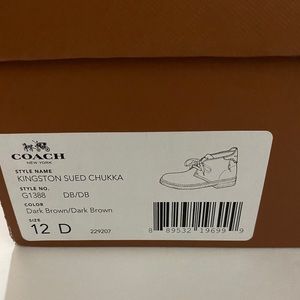 COACH
NEW YORK
STYLE NAME
KINGSTON SUED CHUKKA
STYLE NO.
G1388 DB/DB
COLOR
Dark Brown/Dark Brown
SIZE
12 D 229207
8 89532 19699 9